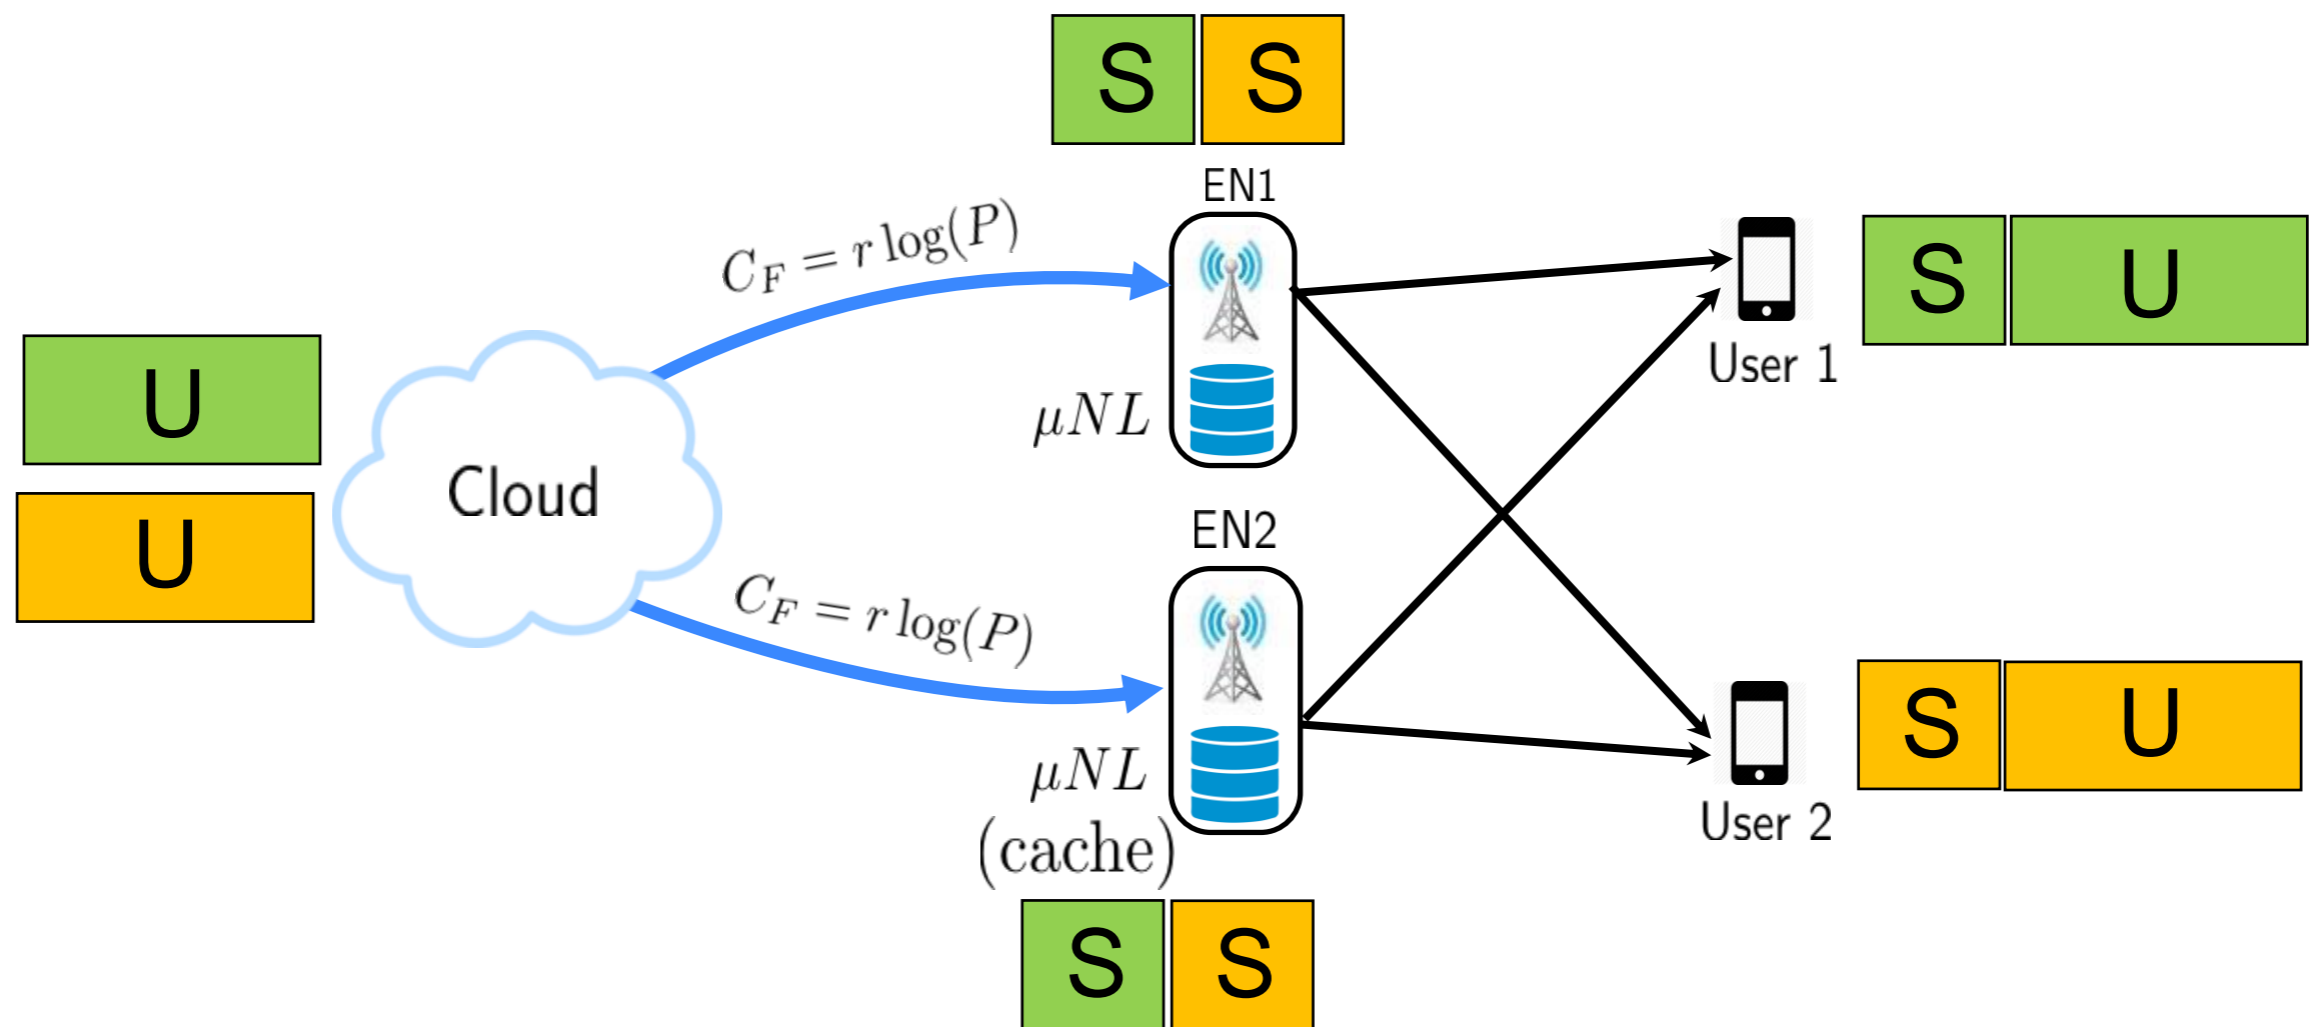 S S
EN1
C_F = r log(P)
S U
User 1
U
μNL
Cloud
U
EN2
C_F = r log(P)
S U
User 2
μNL
(cache)
S S